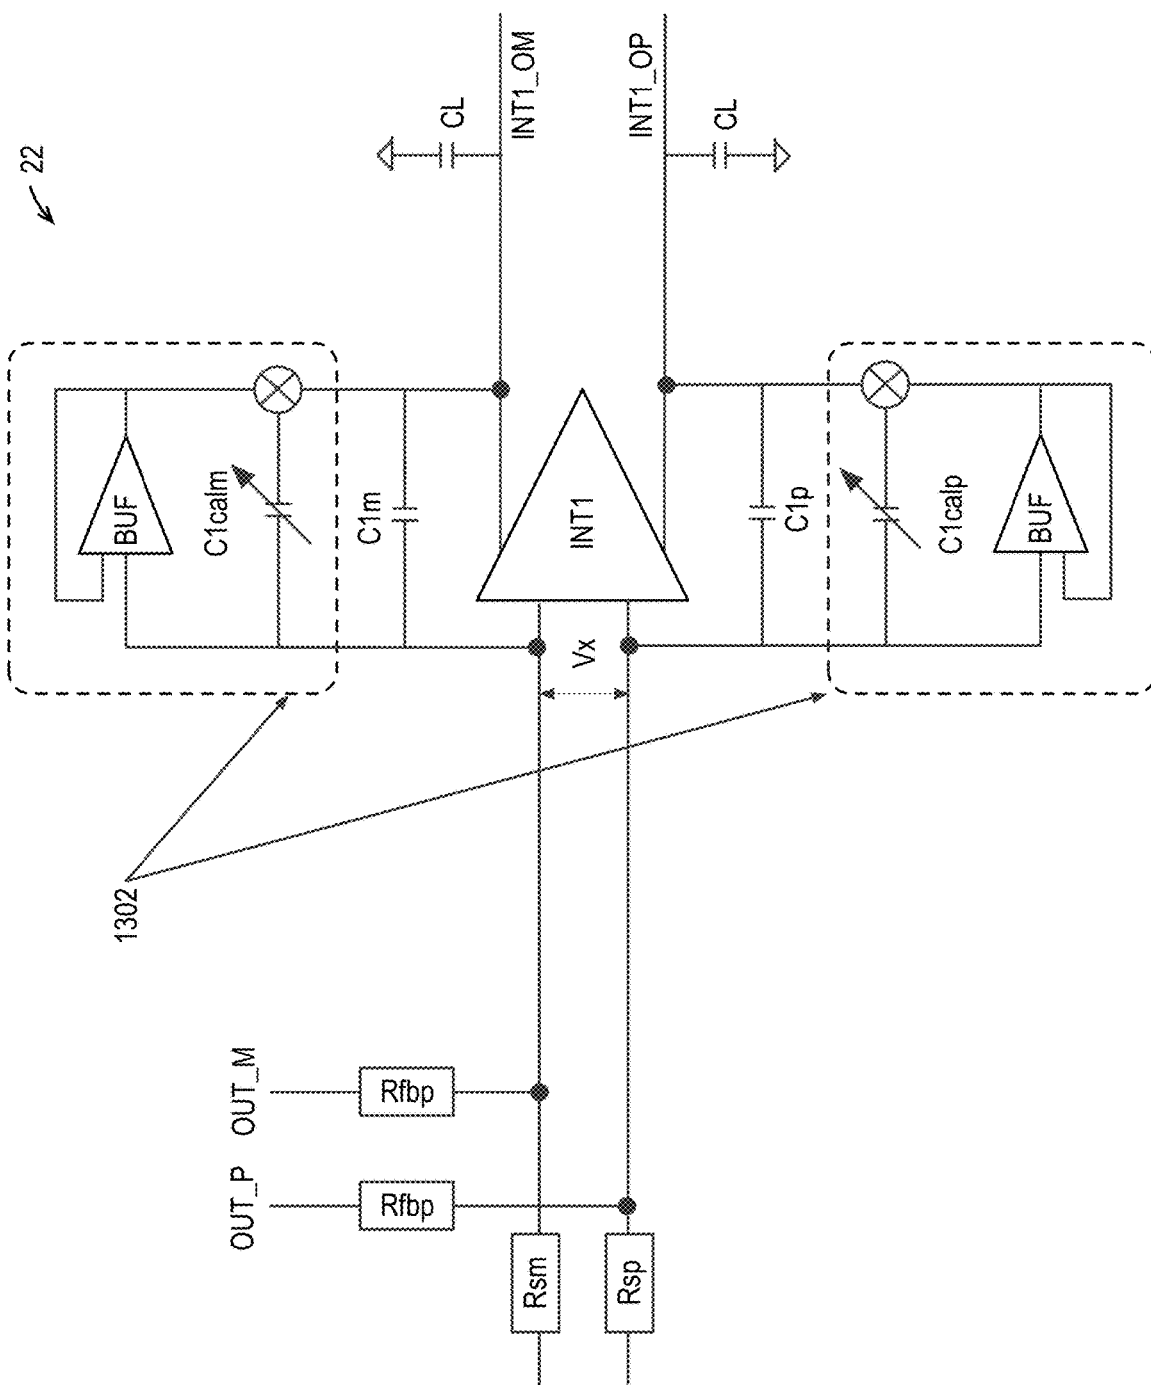 22
CL
INT1_OM
INT1_OP
CL
BUF
C1calm
C1m
INT1
C1p
C1calp
BUF
Vx
1302
OUT_M
Rfbp
OUT_P
Rfbp
Rsm
Rsp